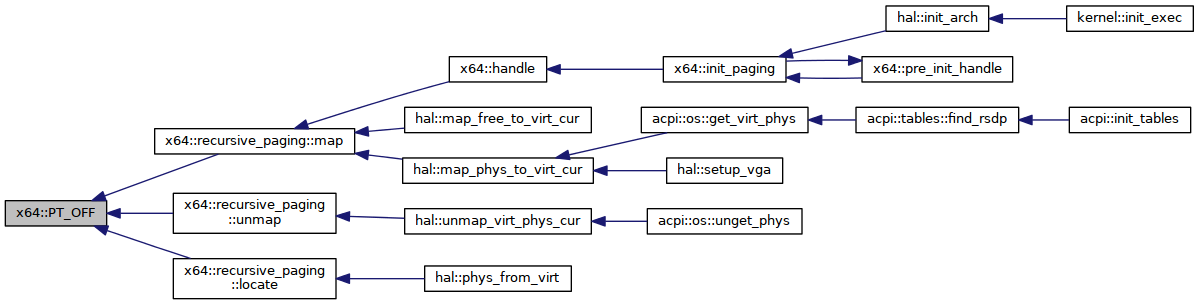 hal::init_arch
kernel::init_exec
x64::handle
x64::init_paging
x64::pre_init_handle
hal::map_free_to_virt_cur
acpi::os::get_virt_phys
acpi::tables::find_rsdp
acpi::init_tables
x64::recursive_paging::map
hal::map_phys_to_virt_cur
hal::setup_vga
x64::PT_OFF
x64::recursive_paging
::unmap
hal::unmap_virt_phys_cur
acpi::os::unget_phys
x64::recursive_paging
::locate
hal::phys_from_virt